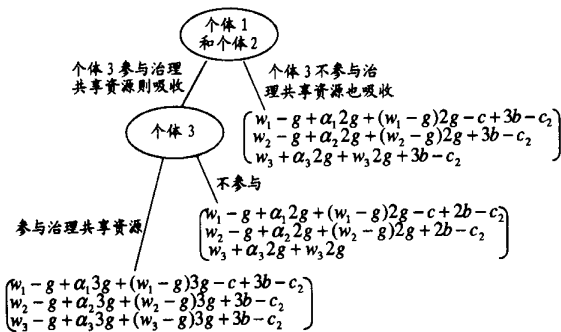 个体1
和个体2
个体3参与治理
共享资源则吸收
个体3不参与治
理共享资源也吸收
w₁−g+α₁2g+(w₁−g)2g−c+3b−c₂
w₂−g+α₂2g+(w₂−g)2g+3b−c₂
w₃+α₃2g+w₃2g+3b−c₂
个体3
不参与
w₁−g+α₁2g+(w₁−g)2g−c+2b−c₂
w₂−g+α₂2g+(w₂−g)2g+2b−c₂
w₃+α₃2g+w₃2g
参与治理共享资源
w₁−g+α₁3g+(w₁−g)3g−c+3b−c₂
w₂−g+α₂3g+(w₂−g)3g+3b−c₂
w₃−g+α₃3g+(w₃−g)3g+3b−c₂